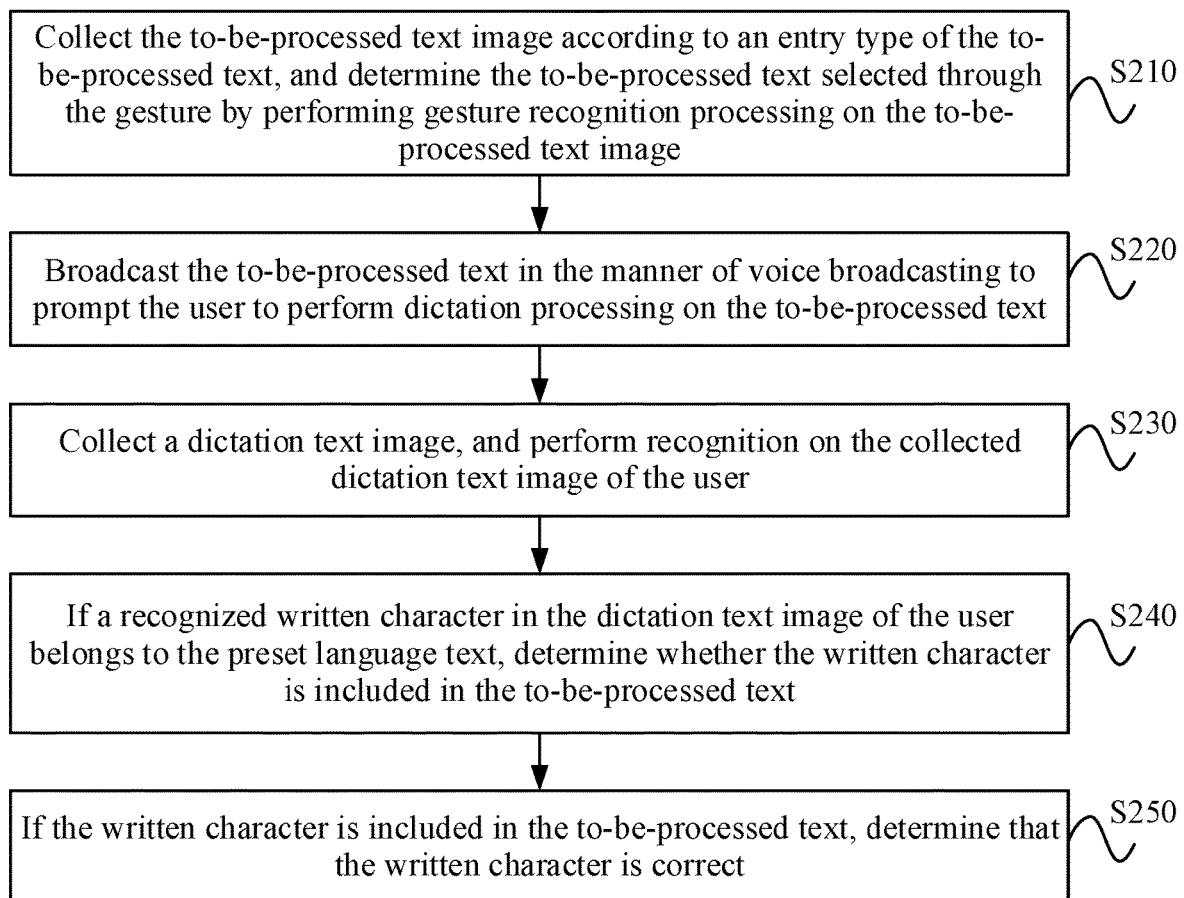 Collect the to-be-processed text image according to an entry type of the to-
be-processed text, and determine the to-be-processed text selected through
the gesture by performing gesture recognition processing on the to-be-
processed text image
S210
Broadcast the to-be-processed text in the manner of voice broadcasting to
prompt the user to perform dictation processing on the to-be-processed text
S220
Collect a dictation text image, and perform recognition on the collected
dictation text image of the user
S230
If a recognized written character in the dictation text image of the user
belongs to the preset language text, determine whether the written character
is included in the to-be-processed text
S240
If the written character is included in the to-be-processed text, determine that
the written character is correct
S250